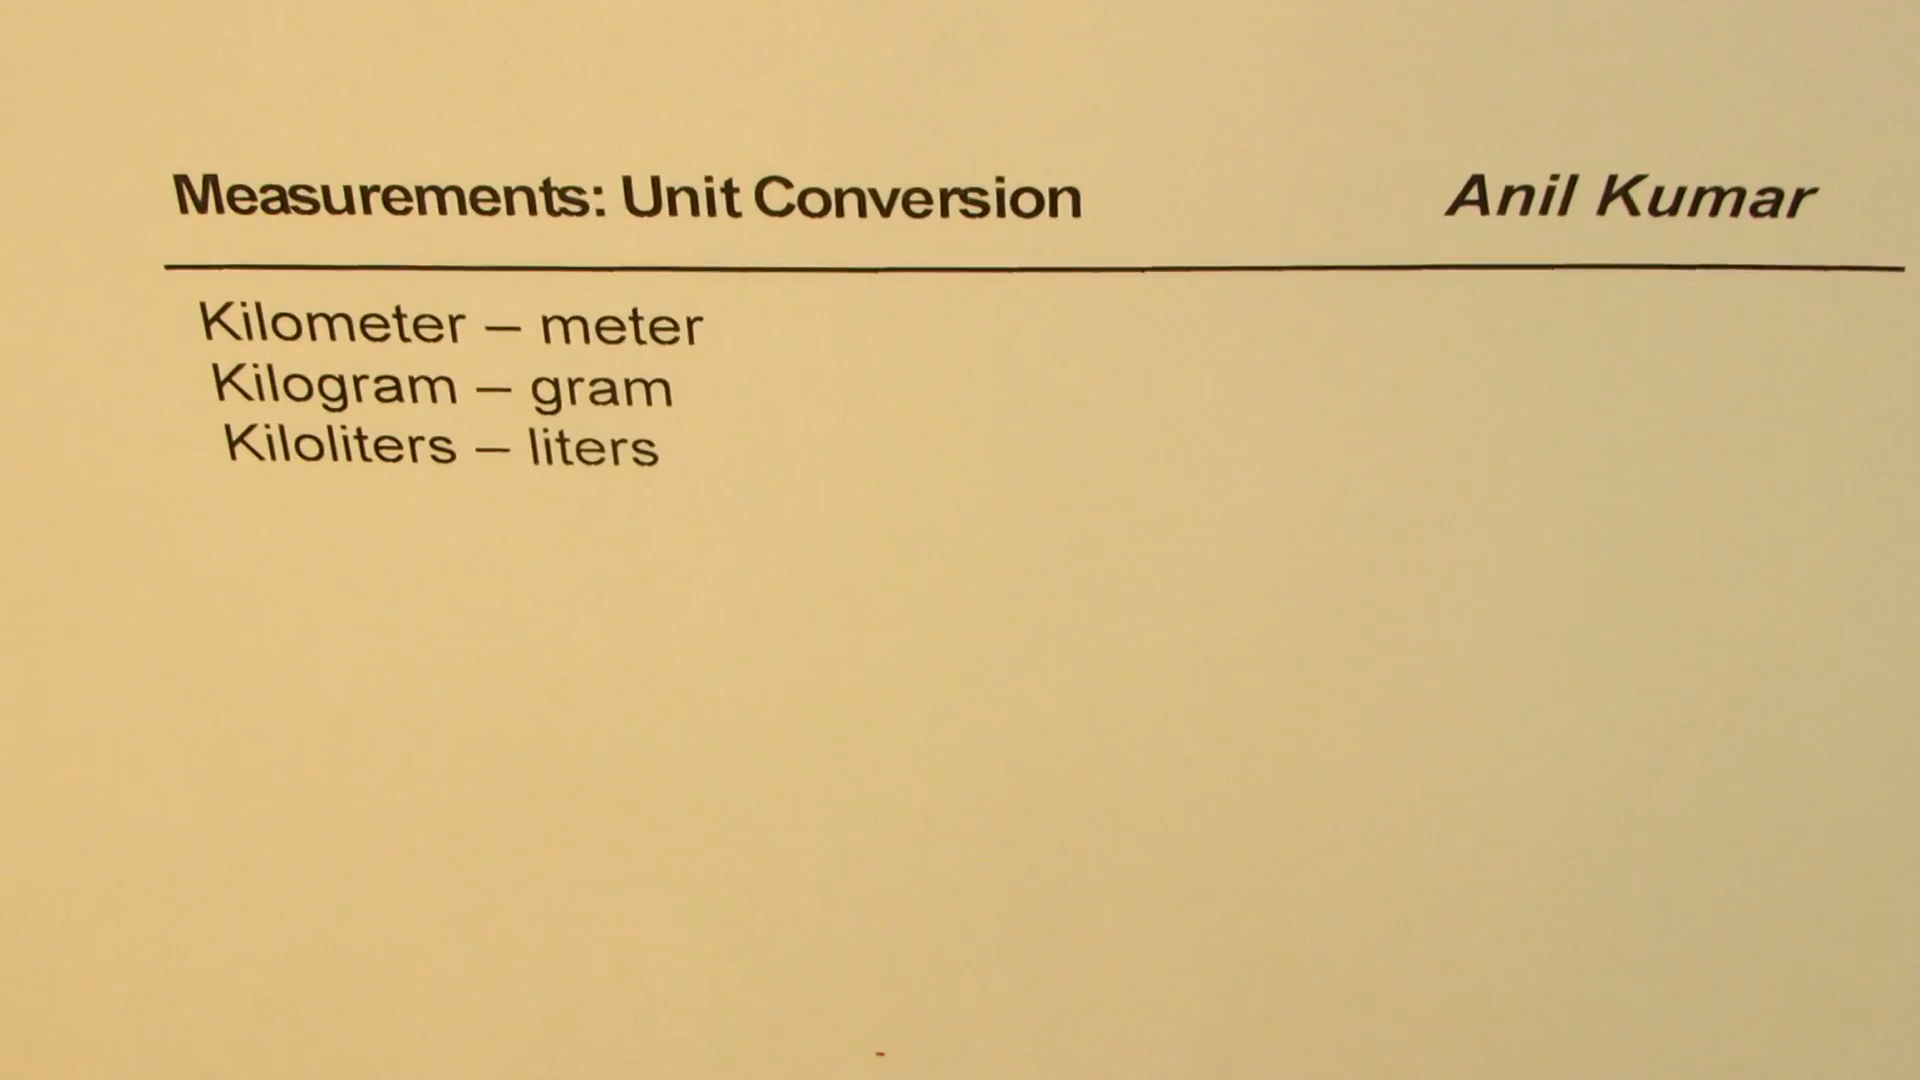 Measurements: Unit Conversion Anil Kumar
Kilometer – meter
Kilogram – gram
Kiloliters – liters